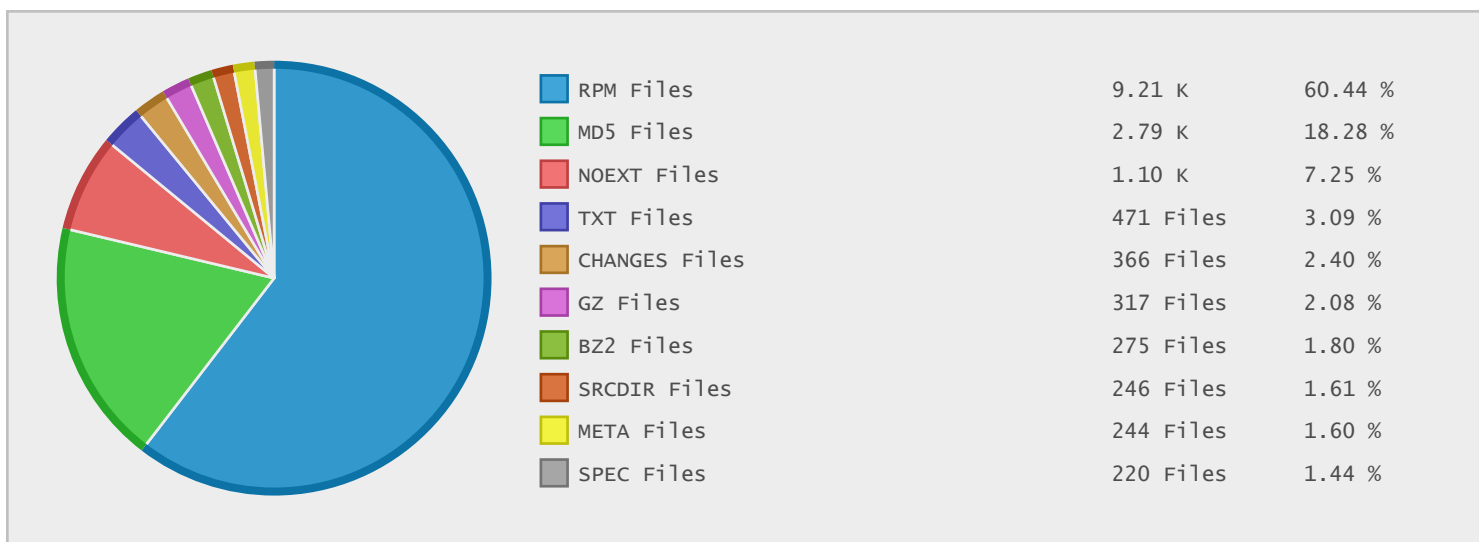 RPM Files 9.21 K 60.44 %
MD5 Files 2.79 K 18.28 %
NOEXT Files 1.10 K 7.25 %
TXT Files 471 Files 3.09 %
CHANGES Files 366 Files 2.40 %
GZ Files 317 Files 2.08 %
BZ2 Files 275 Files 1.80 %
SRCDIR Files 246 Files 1.61 %
META Files 244 Files 1.60 %
SPEC Files 220 Files 1.44 %